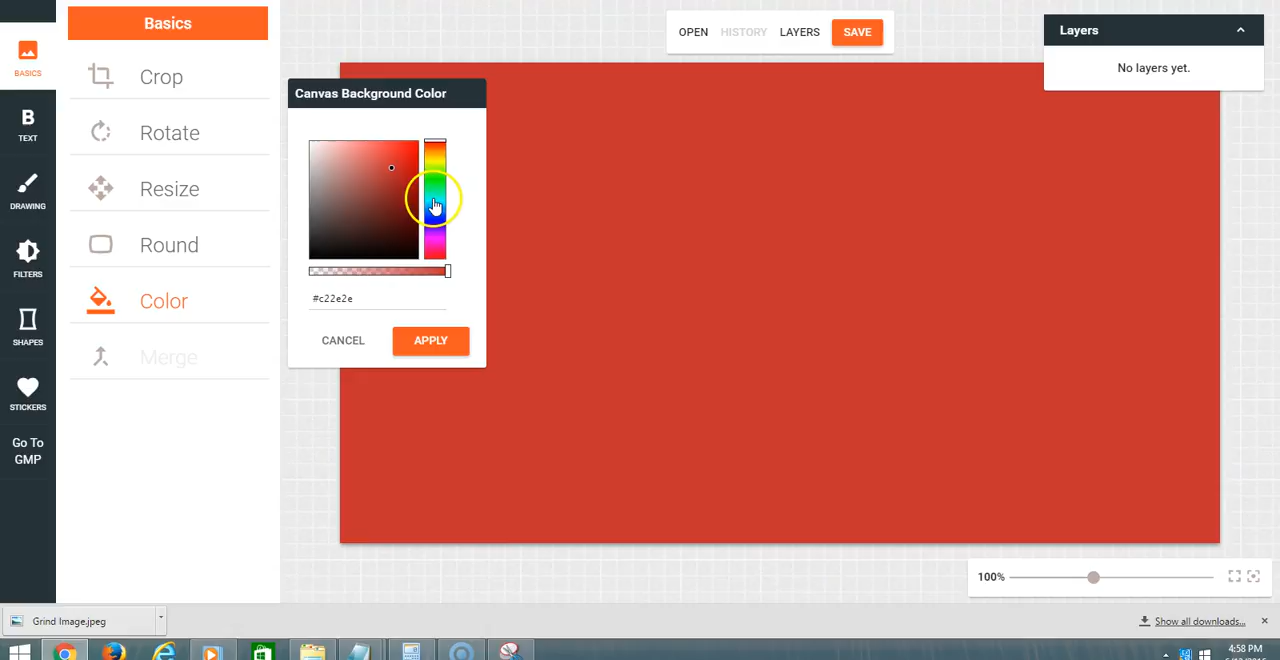 Basics
OPEN HISTORY LAYERS SAVE
Layers
No layers yet.
BASICS
B
TEXT
DRAWING
FILTERS
SHAPES
STICKERS
Go To
GMP
Crop
Rotate
Resize
Round
Color
Merge
Canvas Background Color
#c22e2e
CANCEL APPLY
100%
Grind Image.jpeg
Show all downloads...
4:58 PM